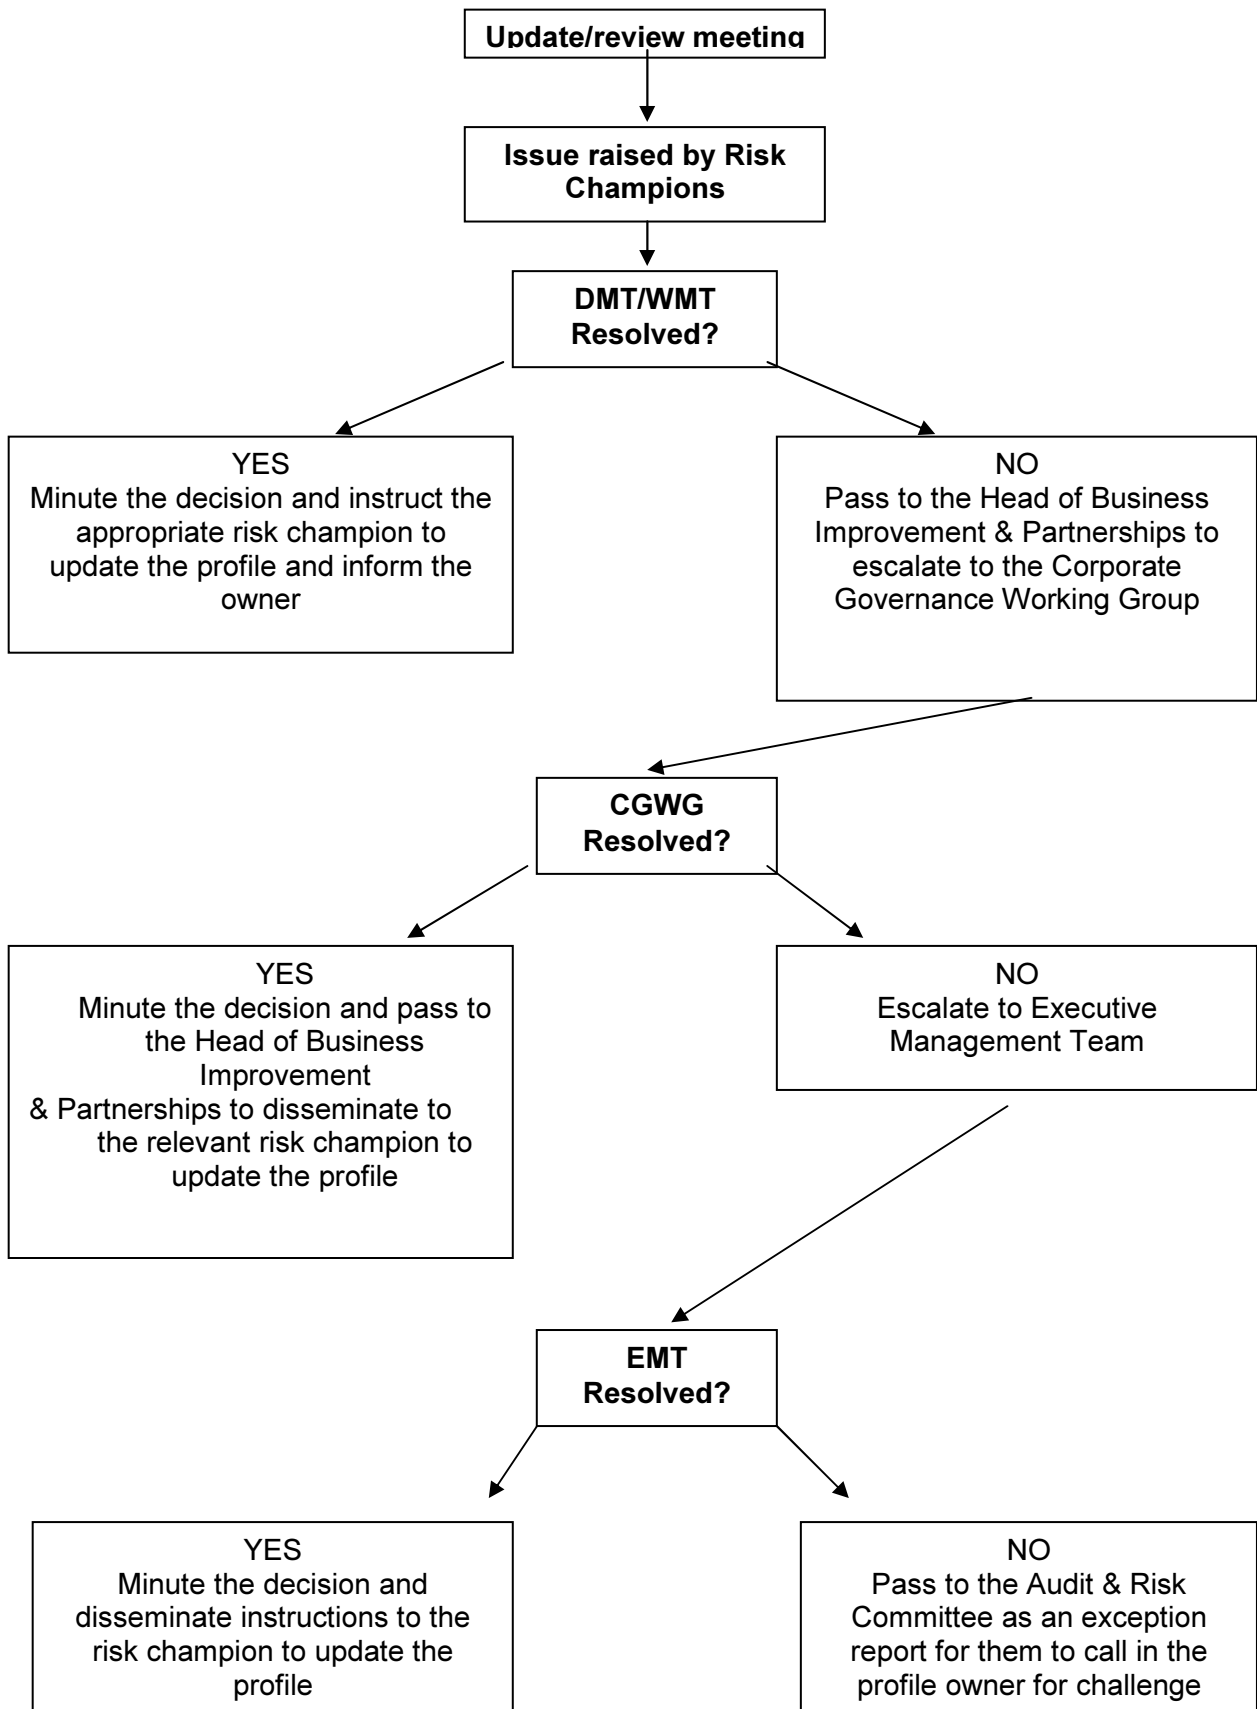 Update/review meeting
Issue raised by Risk
Champions
DMT/WMT
Resolved?
YES
Minute the decision and instruct the
appropriate risk champion to
update the profile and inform the
owner
NO
Pass to the Head of Business
Improvement & Partnerships to
escalate to the Corporate
Governance Working Group
CGWG
Resolved?
YES
Minute the decision and pass to
the Head of Business
Improvement
& Partnerships to disseminate to
the relevant risk champion to
update the profile
NO
Escalate to Executive
Management Team
EMT
Resolved?
YES
Minute the decision and
disseminate instructions to the
risk champion to update the
profile
NO
Pass to the Audit & Risk
Committee as an exception
report for them to call in the
profile owner for challenge